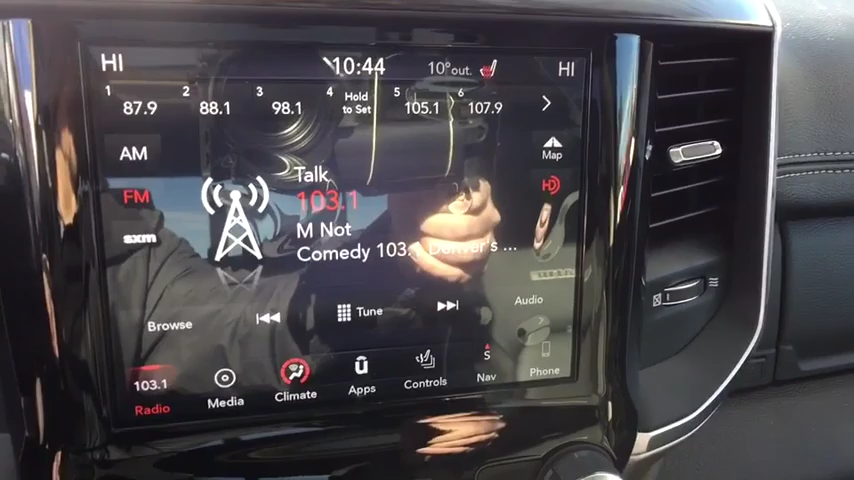 HI 10:44 10° out. HI
1 87.9 2 88.1 3 98.1 4 Hold to Set 5 105.1 6 107.9
AM
FM
sxm
Talk
103.1
M Not
Comedy 103.1 Denver's ...
Map
HD
Audio
Browse
Tune
103.1
Radio
Media
Climate
Apps
Controls
S
Nav
Phone